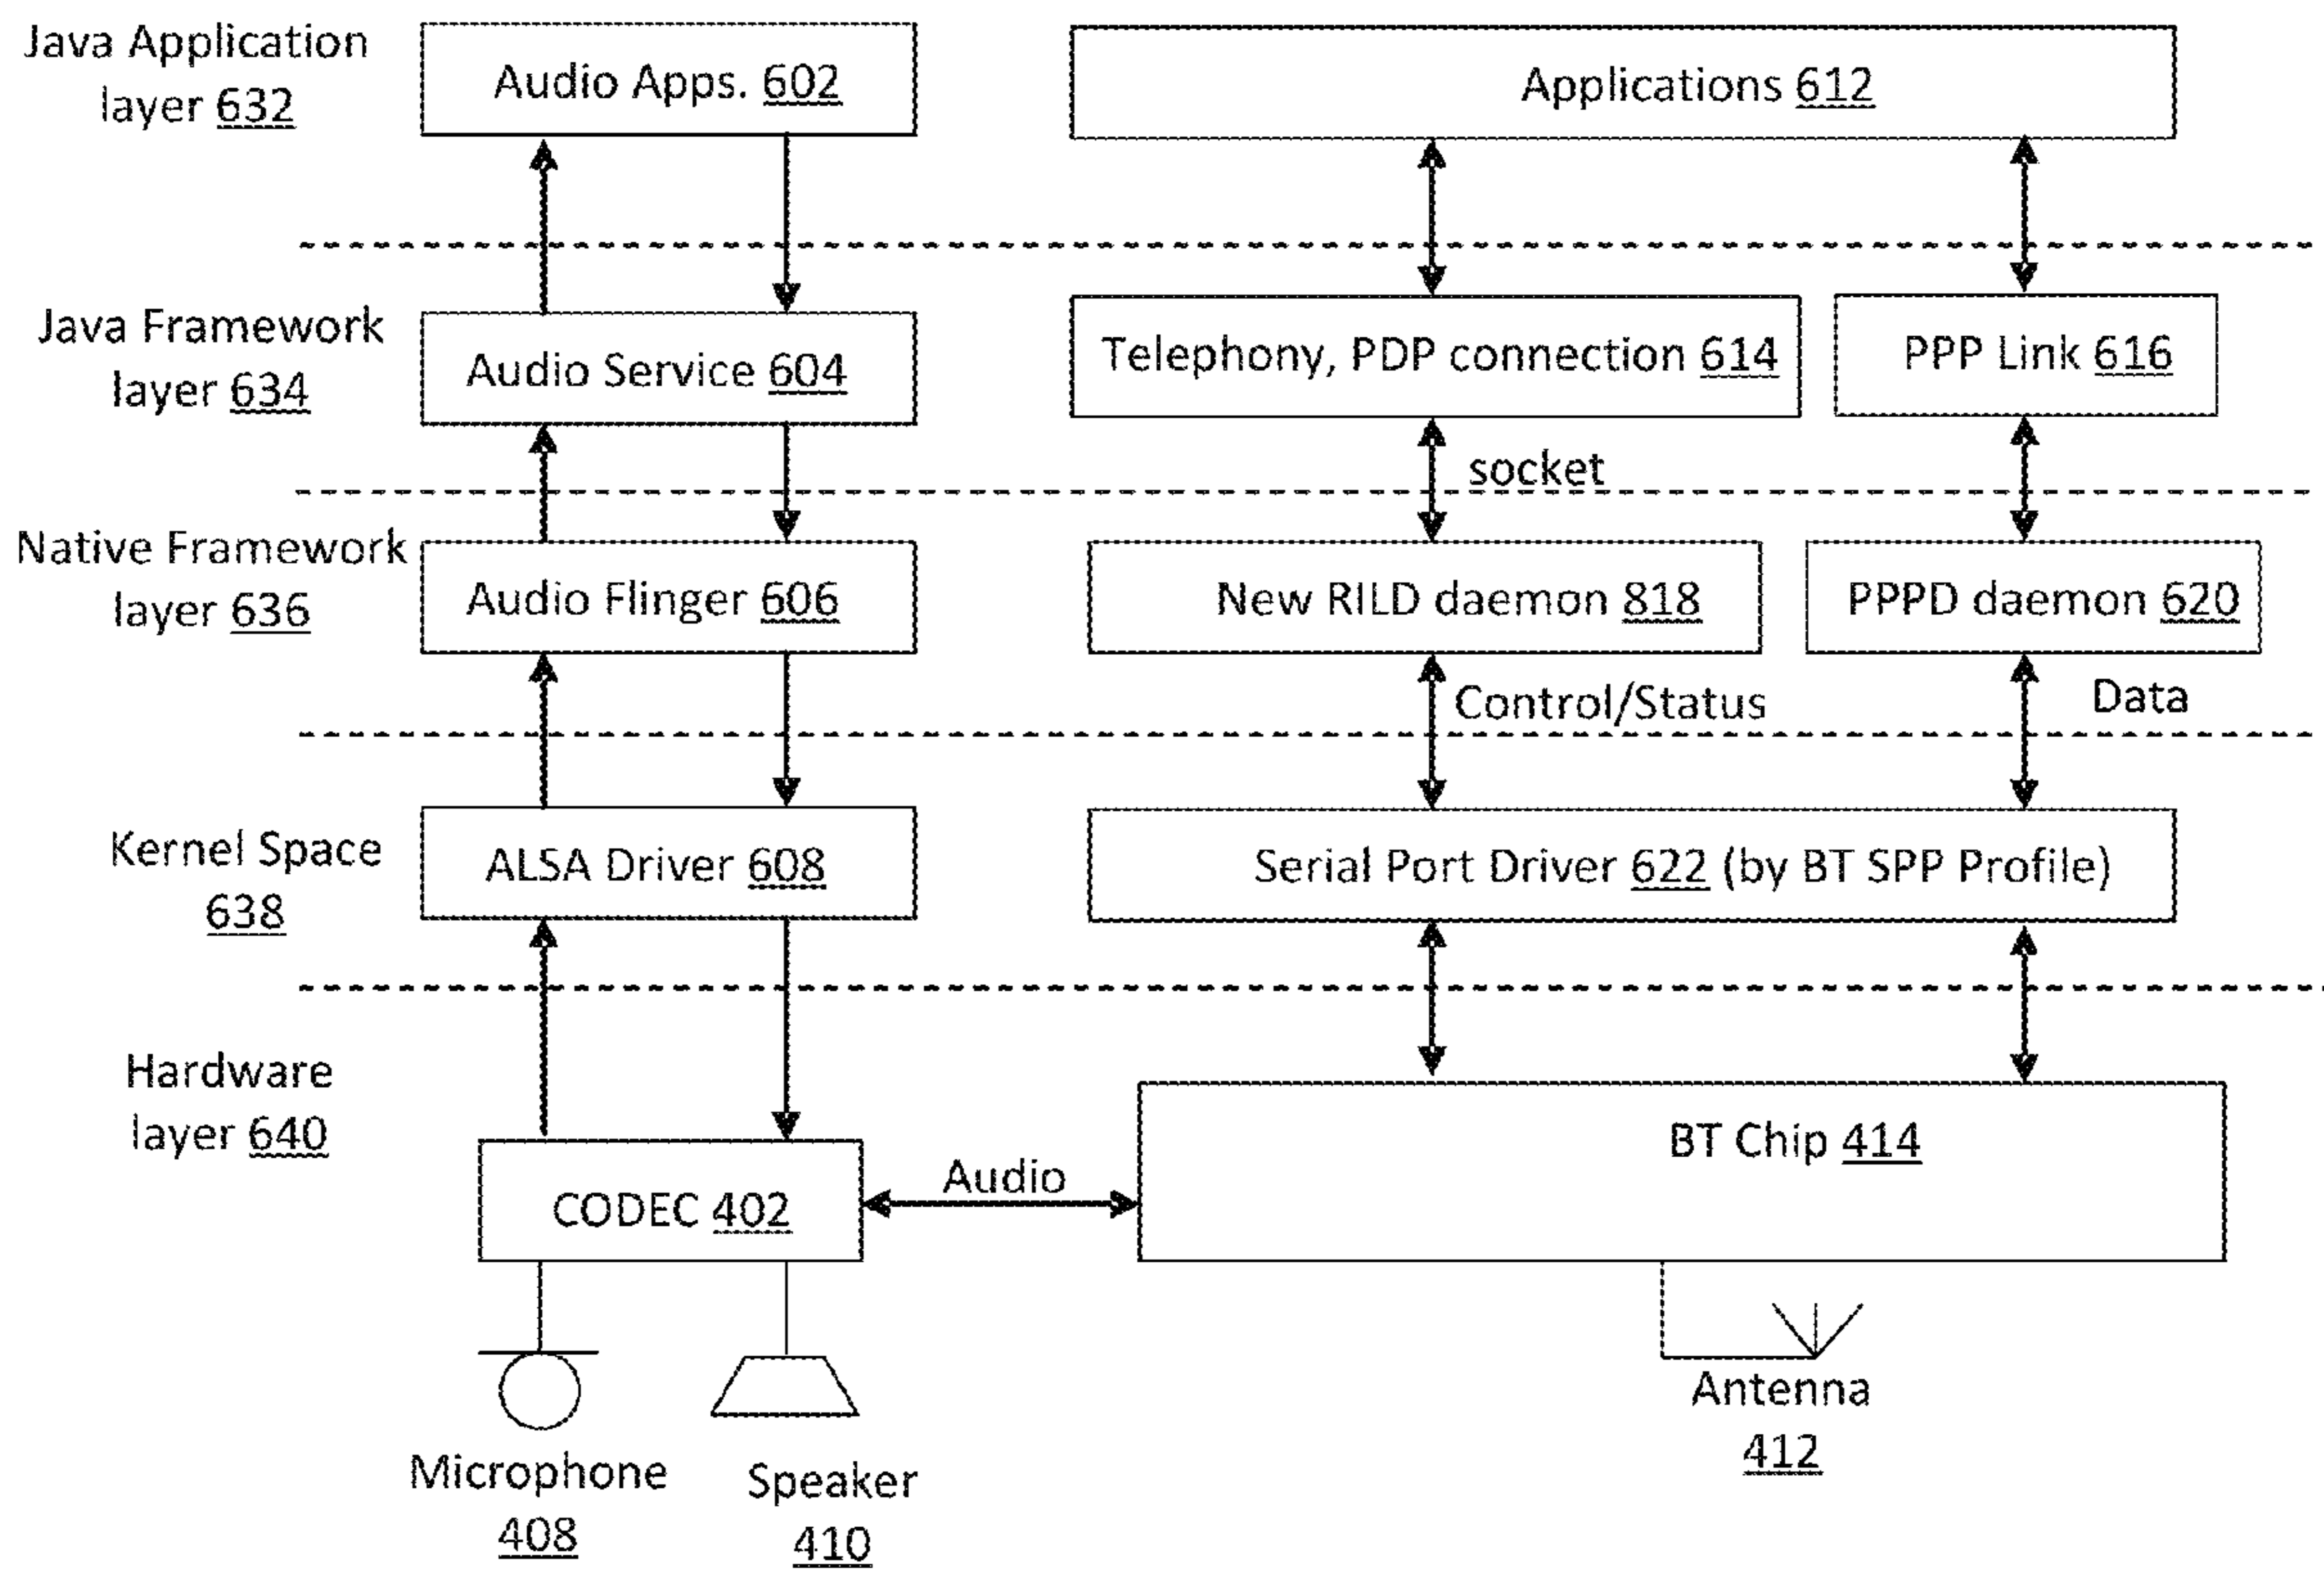 Java Application
layer 632
Audio Apps. 602
Applications 612
Java Framework
layer 634
Audio Service 604
Telephony, PDP connection 614
PPP Link 616
socket
Native Framework
layer 636
Audio Flinger 606
New RILD daemon 818
PPPD daemon 620
Control/Status
Data
Kernel Space
638
ALSA Driver 608
Serial Port Driver 622 (by BT SPP Profile)
Hardware
layer 640
CODEC 402
Audio
BT Chip 414
Microphone
408
Speaker
410
Antenna
412